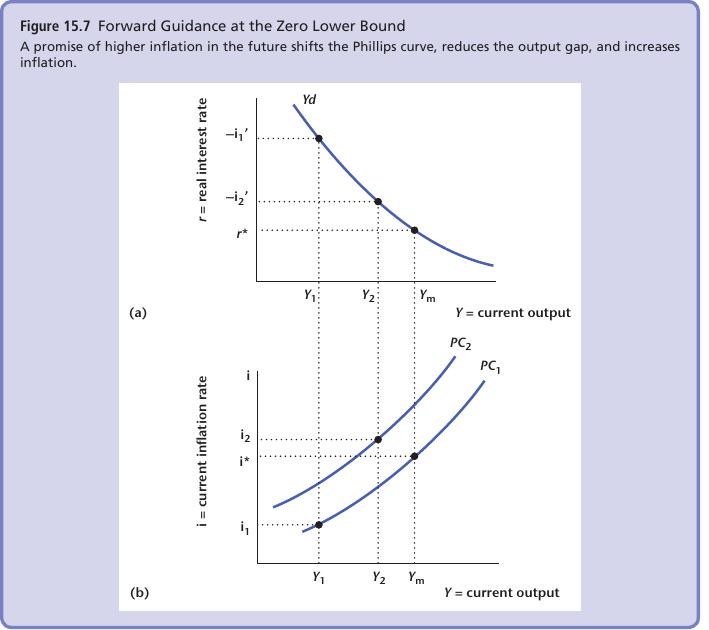 Figure 15.7 Forward Guidance at the Zero Lower Bound
A promise of higher inflation in the future shifts the Phillips curve, reduces the output gap, and increases
inflation.
Yd
r = real interest rate
–i₁’
–i₂’
r*
Y₁
Y₂
Yₘ
(a)
Y = current output
PC₂
PC₁
i
i = current inflation rate
i₂
i*
i₁
Y₁
Y₂
Yₘ
(b)
Y = current output